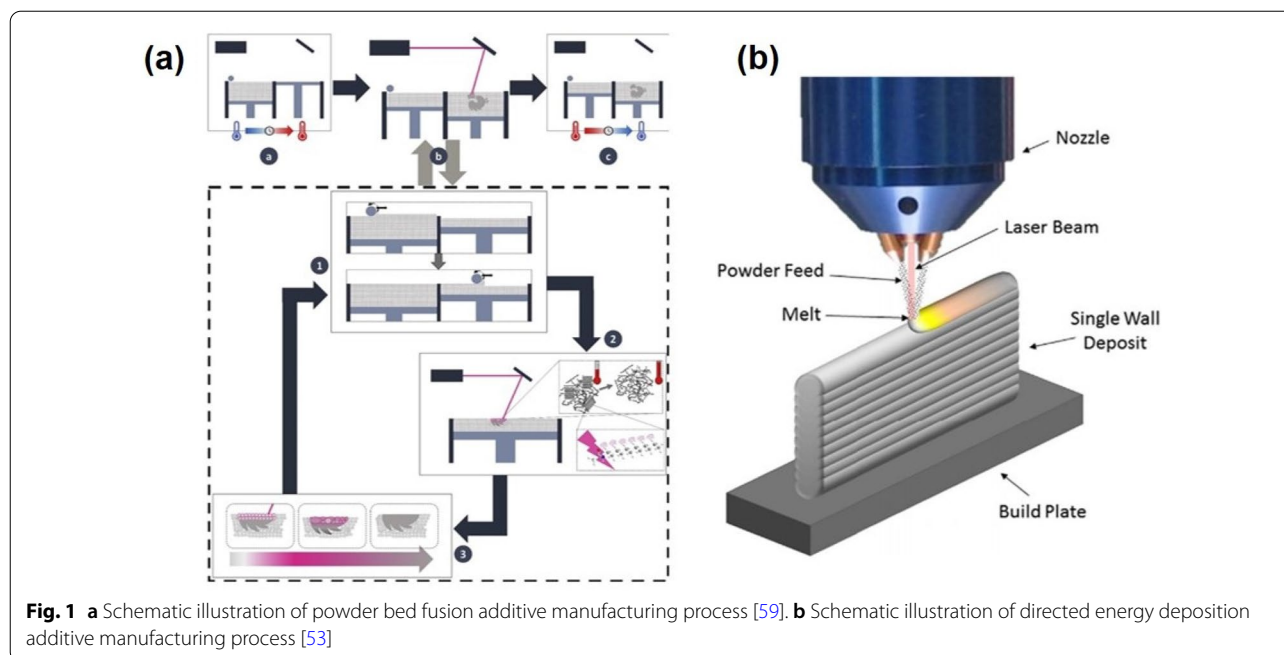 (a)
a
b
c
1
2
3
(b)
Nozzle
Laser Beam
Powder Feed
Melt
Single Wall
Deposit
Build Plate
Fig. 1 a Schematic illustration of powder bed fusion additive manufacturing process [59]. b Schematic illustration of directed energy deposition
additive manufacturing process [53]